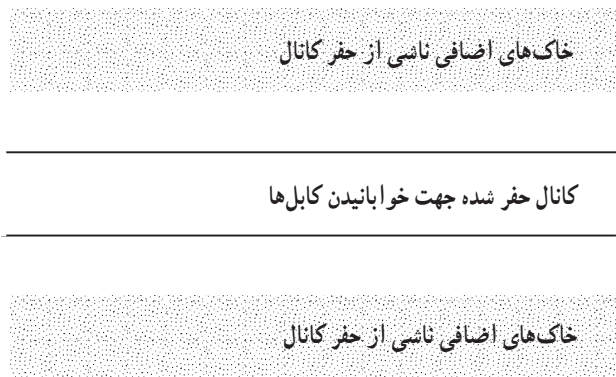 خاک‌های اضافی ناشی از حفر کانال
کانال حفر شده جهت خوابانیدن کابل‌ها
خاک‌های اضافی ناشی از حفر کانال